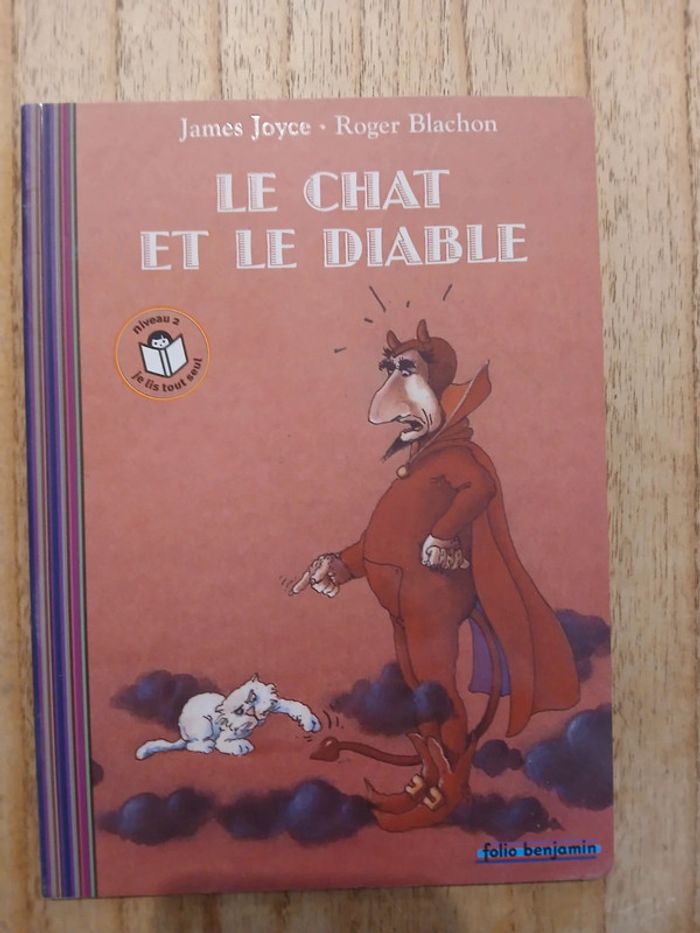 James Joyce • Roger Blachon
LE CHAT
ET LE DIABLE
niveau 2
je lis tout seul
folio benjamin